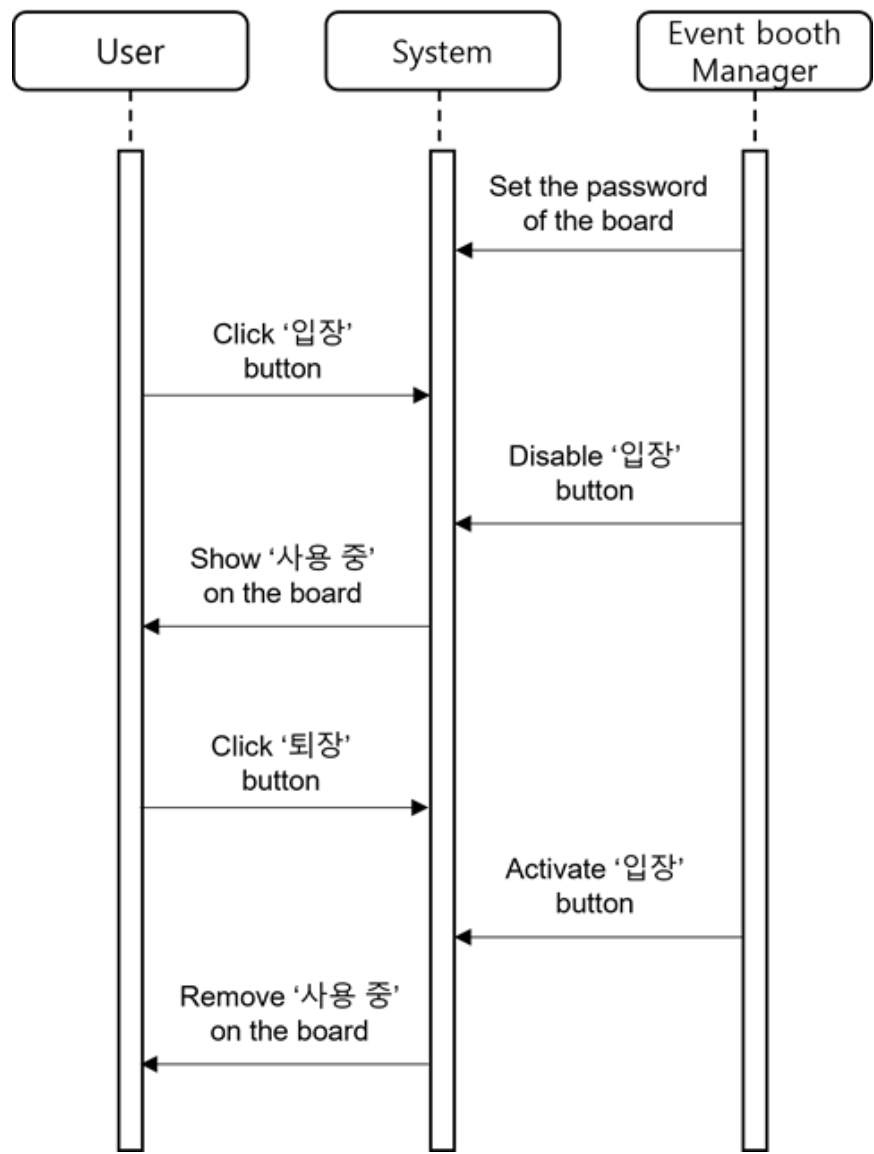 User
System
Event booth
Manager
Set the password
of the board
Click ‘입장’
button
Disable ‘입장’
button
Show ‘사용 중’
on the board
Click ‘퇴장’
button
Activate ‘입장’
button
Remove ‘사용 중’
on the board